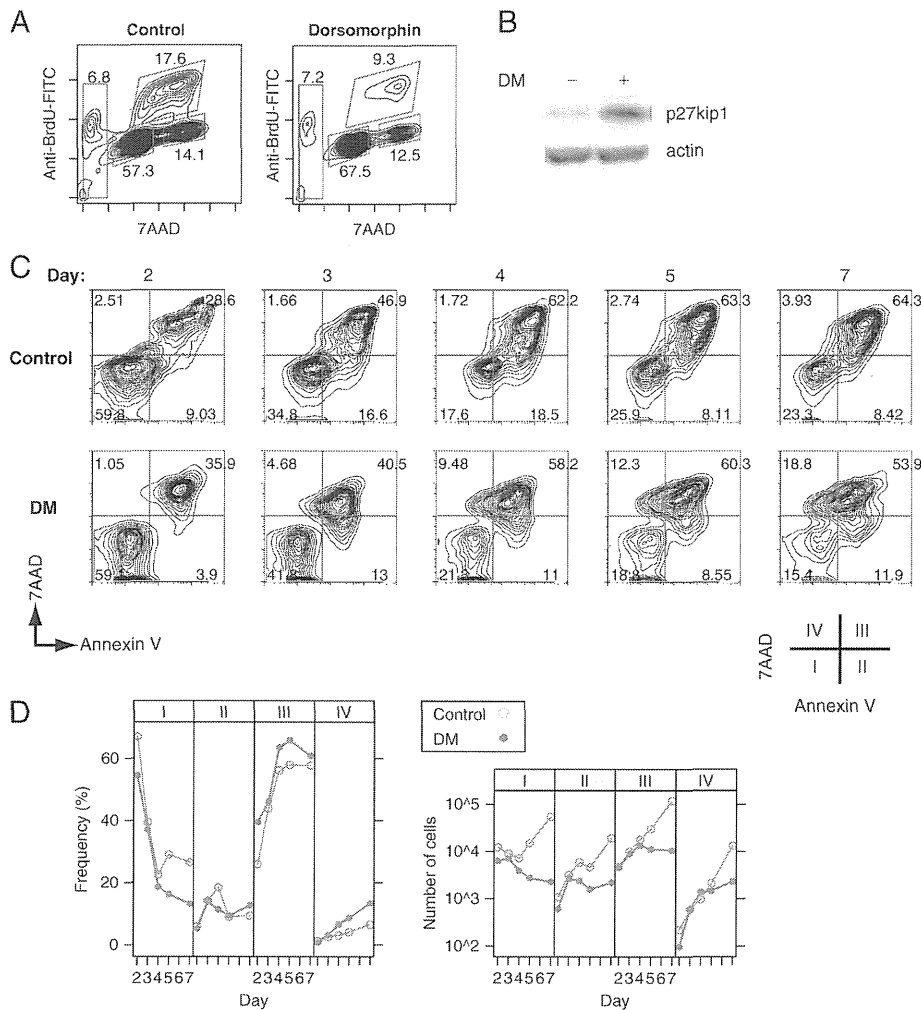 A
Control
Dorsomorphin
Anti-BrdU-FITC
6.8
17.6
57.3
14.1
Anti-BrdU-FITC
7.2
9.3
67.5
12.5
7AAD
7AAD
B
DM
−
+
p27kip1
actin
C
Day:
2
3
4
5
7
Control
2.51
28.6
59.8
9.03
1.66
46.9
34.8
16.6
1.72
62.2
17.6
18.5
2.74
63.3
25.9
8.11
3.93
64.3
23.3
8.42
DM
1.05
35.9
3.9
4.68
40.5
13
9.48
58.2
11
12.3
60.3
18.8
8.55
18.8
53.9
15.4
11.9
7AAD
Annexin V
7AAD
IV
III
I
II
Annexin V
D
I
II
III
IV
Frequency (%)
60
40
20
0
234567
234567
Day
Control
DM
I
II
III
IV
Number of cells
10^5
10^4
10^3
10^2
234567
234567
Day